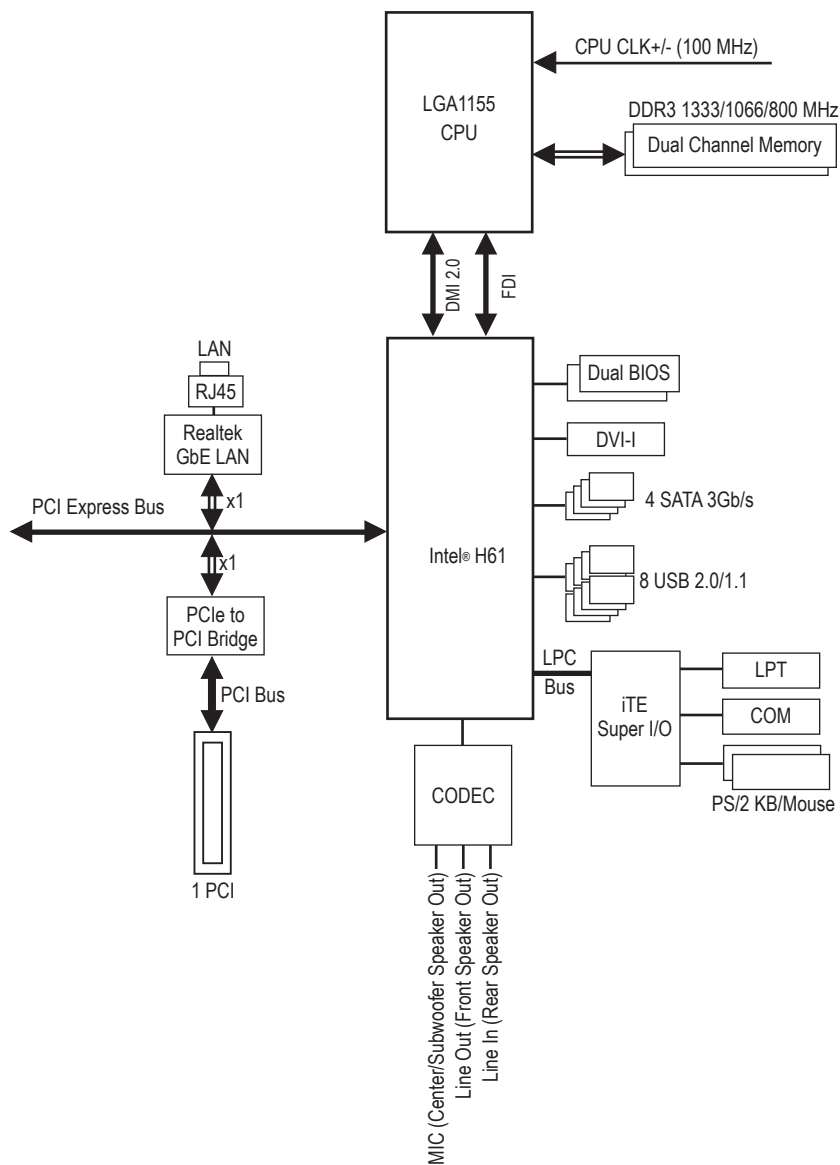 CPU CLK+/- (100 MHz)
LGA1155
CPU
DDR3 1333/1066/800 MHz
Dual Channel Memory
DMI 2.0
FDI
LAN
RJ45
Realtek
GbE LAN
x1
PCI Express Bus
x1
PCIe to
PCI Bridge
PCI Bus
1 PCI
Intel® H61
Dual BIOS
DVI-I
4 SATA 3Gb/s
8 USB 2.0/1.1
LPC
Bus
iTE
Super I/O
LPT
COM
PS/2 KB/Mouse
CODEC
MIC (Center/Subwoofer Speaker Out)
Line Out (Front Speaker Out)
Line In (Rear Speaker Out)